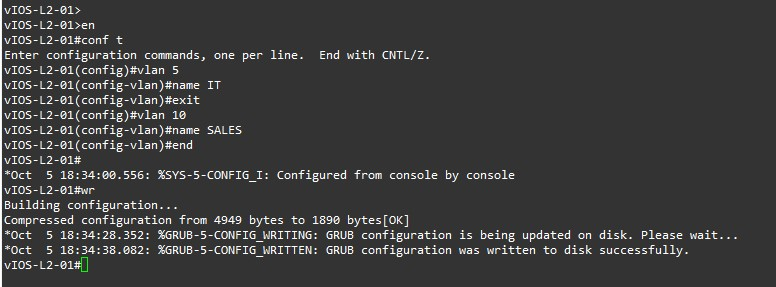 vIOS-L2-01>
vIOS-L2-01>en
vIOS-L2-01#conf t
Enter configuration commands, one per line.  End with CNTL/Z.
vIOS-L2-01(config)#vlan 5
vIOS-L2-01(config-vlan)#name IT
vIOS-L2-01(config-vlan)#exit
vIOS-L2-01(config)#vlan 10
vIOS-L2-01(config-vlan)#name SALES
vIOS-L2-01(config-vlan)#end
vIOS-L2-01#
*Oct  5 18:34:00.556: %SYS-5-CONFIG_I: Configured from console by console
vIOS-L2-01#wr
Building configuration...
Compressed configuration from 4949 bytes to 1890 bytes[OK]
*Oct  5 18:34:28.352: %GRUB-5-CONFIG_WRITING: GRUB configuration is being updated on disk. Please wait...
*Oct  5 18:34:38.082: %GRUB-5-CONFIG_WRITTEN: GRUB configuration was written to disk successfully.
vIOS-L2-01#